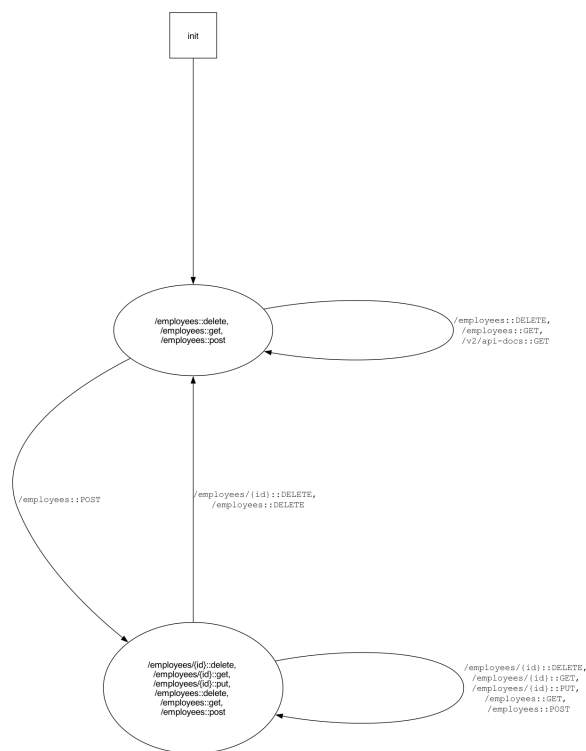 init
/employees::delete,
/employees::get,
/employees::post
/employees::DELETE,
/employees::GET,
/v2/api-docs::GET
/employees::POST
/employees/{id}::DELETE,
/employees::DELETE
/employees/{id}::delete,
/employees/{id}::get,
/employees/{id}::put,
/employees::delete,
/employees::get,
/employees::post
/employees/{id}::DELETE,
/employees/{id}::GET,
/employees/{id}::PUT,
/employees::GET,
/employees::POST